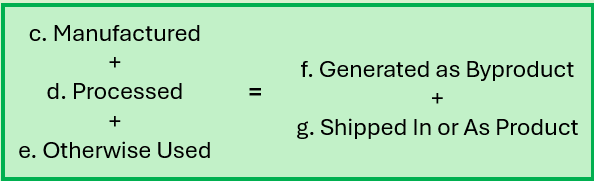 c. Manufactured
+
d. Processed
+
e. Otherwise Used
=
f. Generated as Byproduct
+
g. Shipped In or As Product